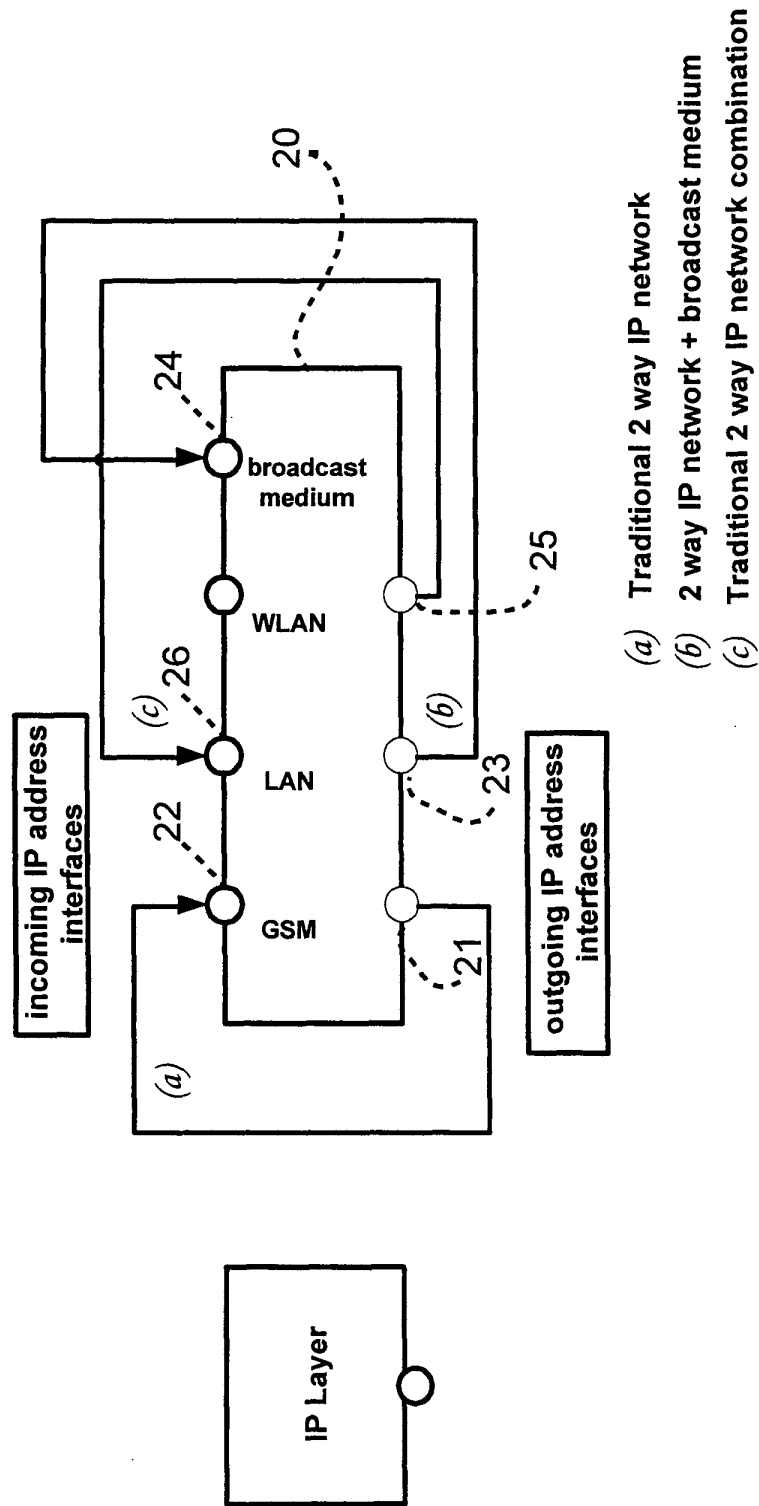 incoming IP address
interfaces
(a)
22
(c)
26
24
20
GSM
LAN
WLAN
broadcast
medium
IP Layer
21
23
(b)
25
outgoing IP address
interfaces
(a) Traditional 2 way IP network
(b) 2 way IP network + broadcast medium
(c) Traditional 2 way IP network combination